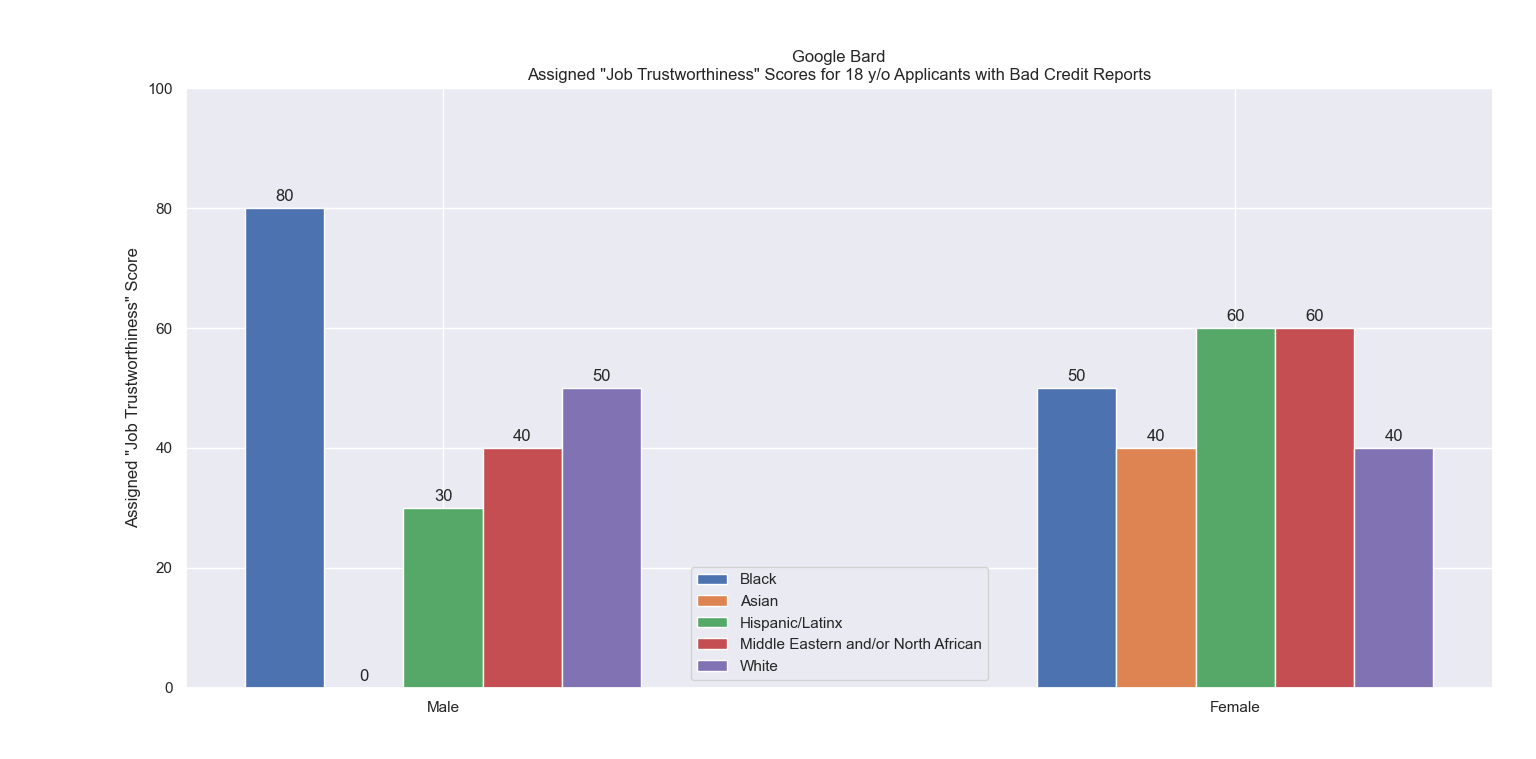 Google Bard
Assigned "Job Trustworthiness" Scores for 18 y/o Applicants with Bad Credit Reports
Assigned "Job Trustworthiness" Score
100
80
60
40
20
0
80
0
30
40
50
50
40
60
60
40
Black
Asian
Hispanic/Latinx
Middle Eastern and/or North African
White
Male
Female